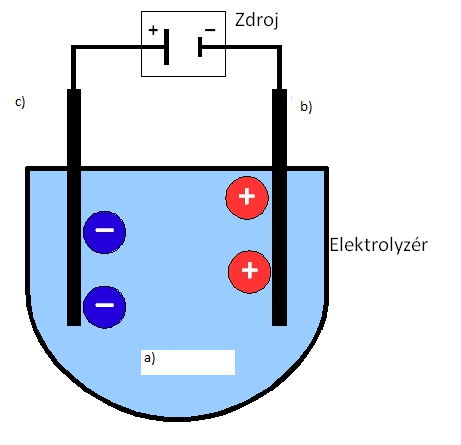 Zdroj
+ −
c)
b)
+
−
+
−
Elektrolyzér
a)